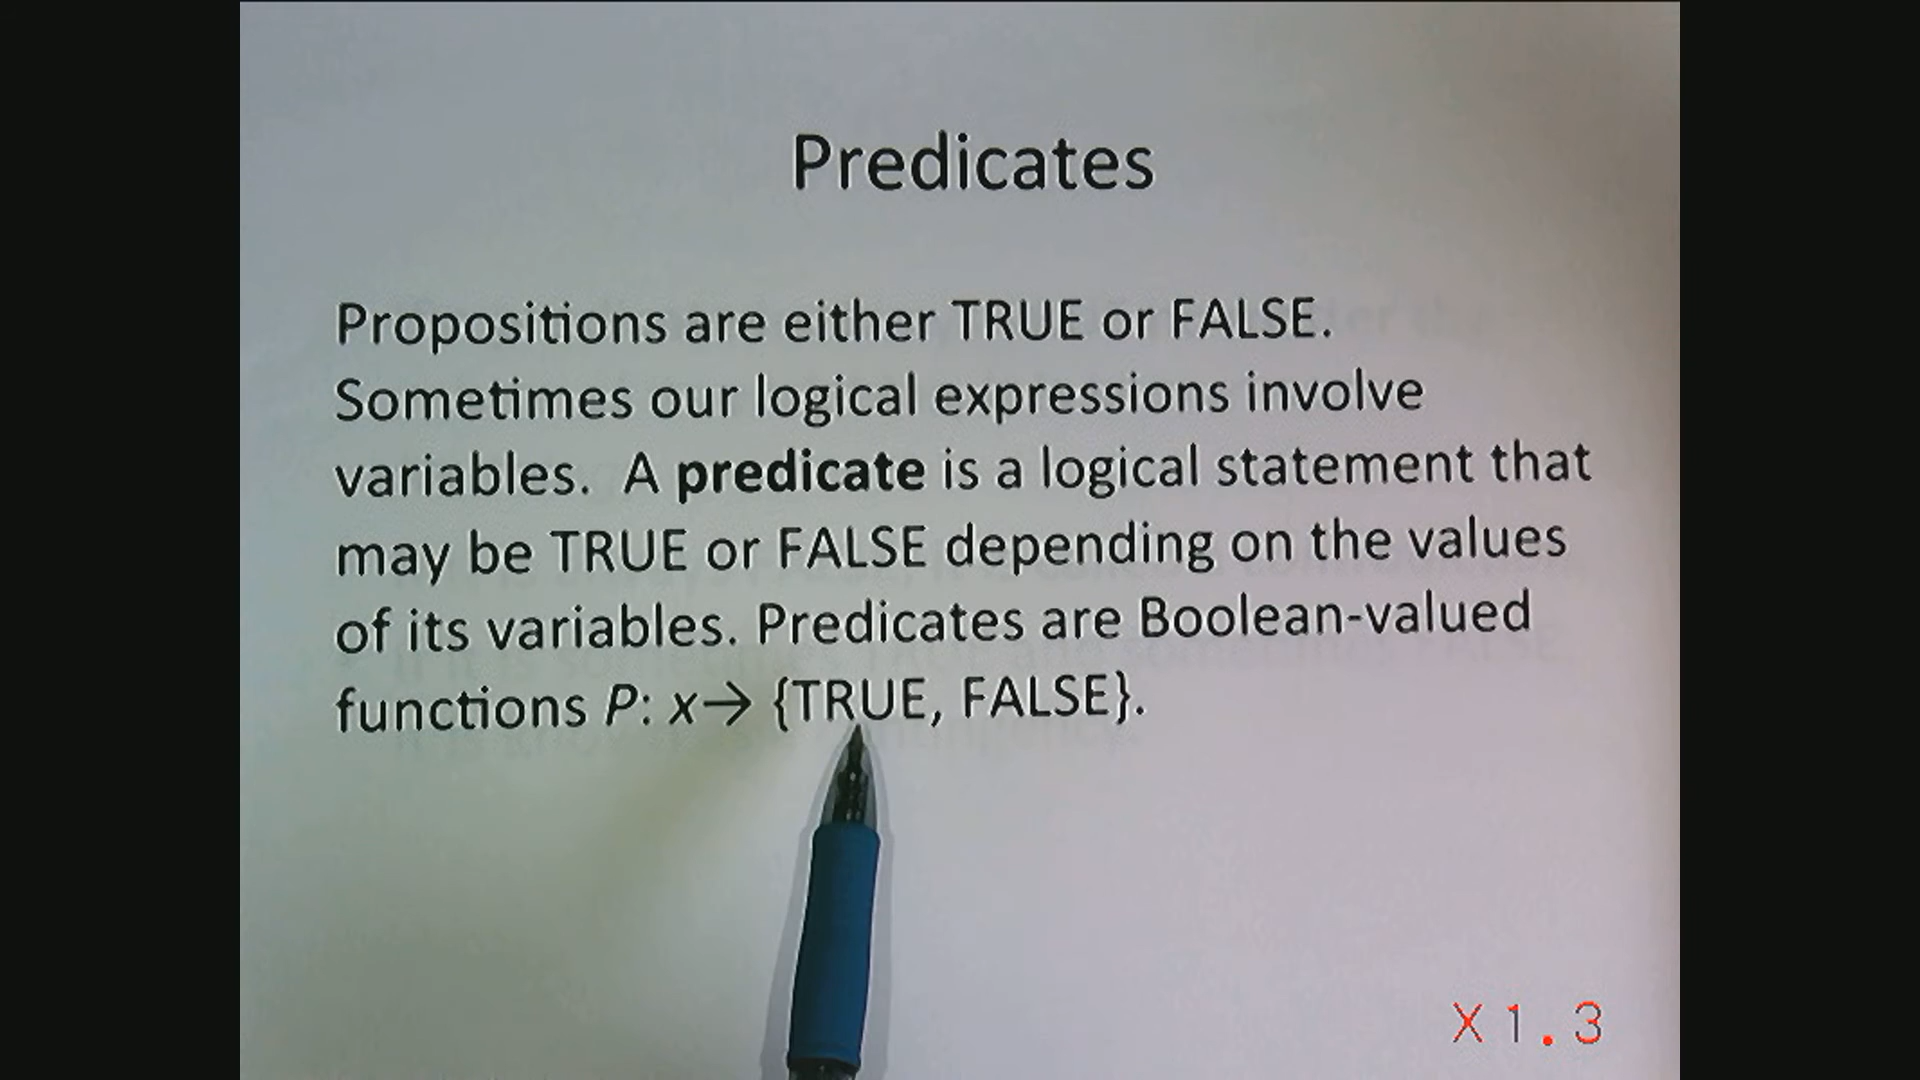 Predicates
Propositions are either TRUE or FALSE.
Sometimes our logical expressions involve
variables. A predicate is a logical statement that
may be TRUE or FALSE depending on the values
of its variables. Predicates are Boolean-valued
functions P: x→ {TRUE, FALSE}.
X1.3